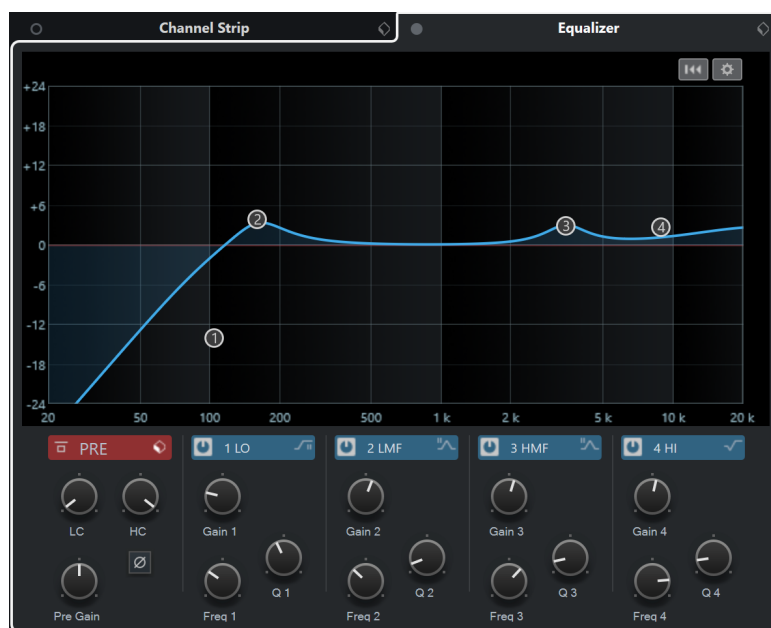 Channel Strip
Equalizer
+24
+18
+12
+6
0
-6
-12
-18
-24
1
2
3
4
20 50 100 200 500 1 k 2 k 5 k 10 k 20 k
PRE 1 LO 2 LMF 3 HMF 4 HI
LC HC Gain 1 Gain 2 Gain 3 Gain 4
Ø
Q 1 Q 2 Q 3 Q 4
Pre Gain Freq 1 Freq 2 Freq 3 Freq 4